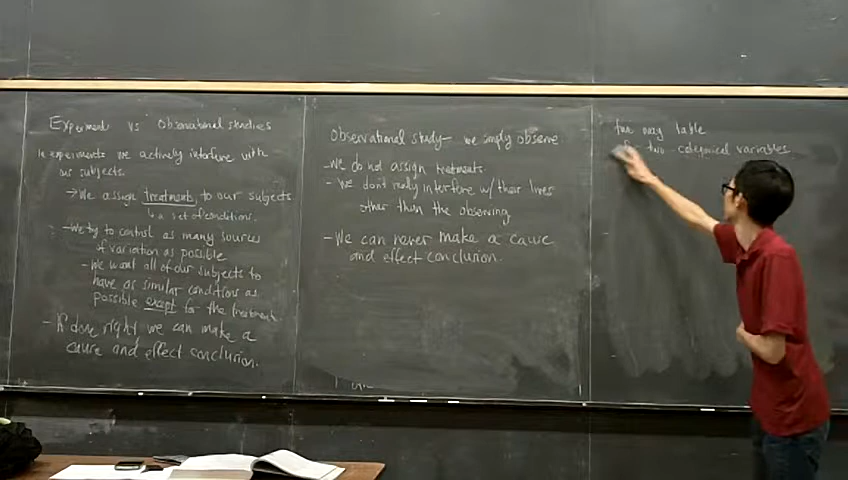 Experiment vs Observational studies
In experiments we actively interfere with
our subjects.
→ We assign treatments to our subjects
↳ a set of conditions.
- We try to control as many sources
of variation as possible
- We want all of our subjects to
have as similar conditions as
possible except for the treatment.
- If done right we can make a
cause and effect conclusion.
Observational study - we simply observe
- we do not assign treatments.
- we don't really interfere w/ their lives
other than the observing
- We can never make a cause
and effect conclusion.
two way table
two categorical variables